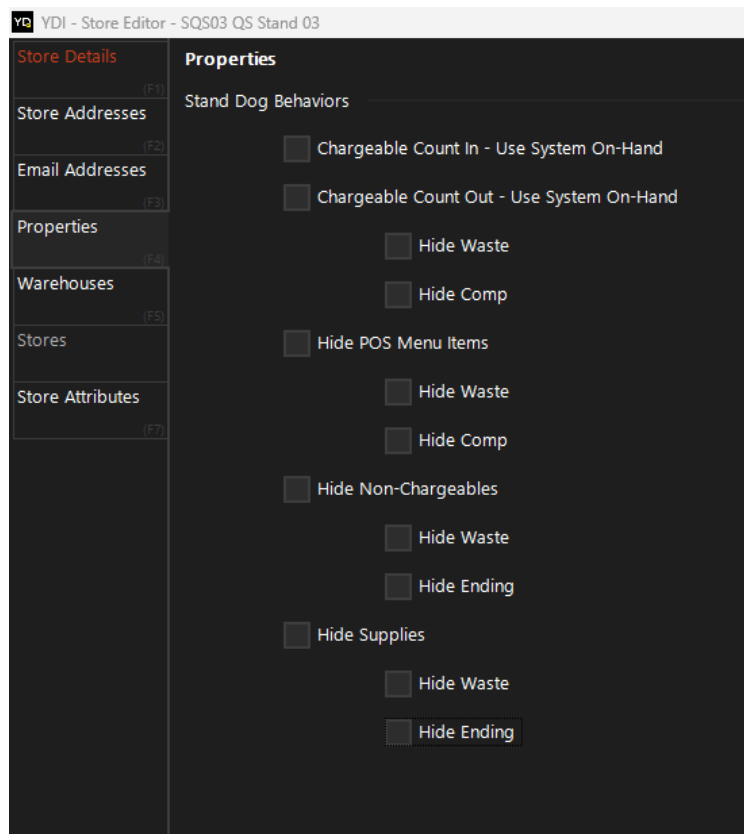 YDI - Store Editor - SQS03 QS Stand 03
Store Details
(F1)
Store Addresses
(F2)
Email Addresses
(F3)
Properties
(F4)
Warehouses
(F5)
Stores
Store Attributes
(F7)
Properties
Stand Dog Behaviors
Chargeable Count In - Use System On-Hand
Chargeable Count Out - Use System On-Hand
Hide Waste
Hide Comp
Hide POS Menu Items
Hide Waste
Hide Comp
Hide Non-Chargeables
Hide Waste
Hide Ending
Hide Supplies
Hide Waste
Hide Ending